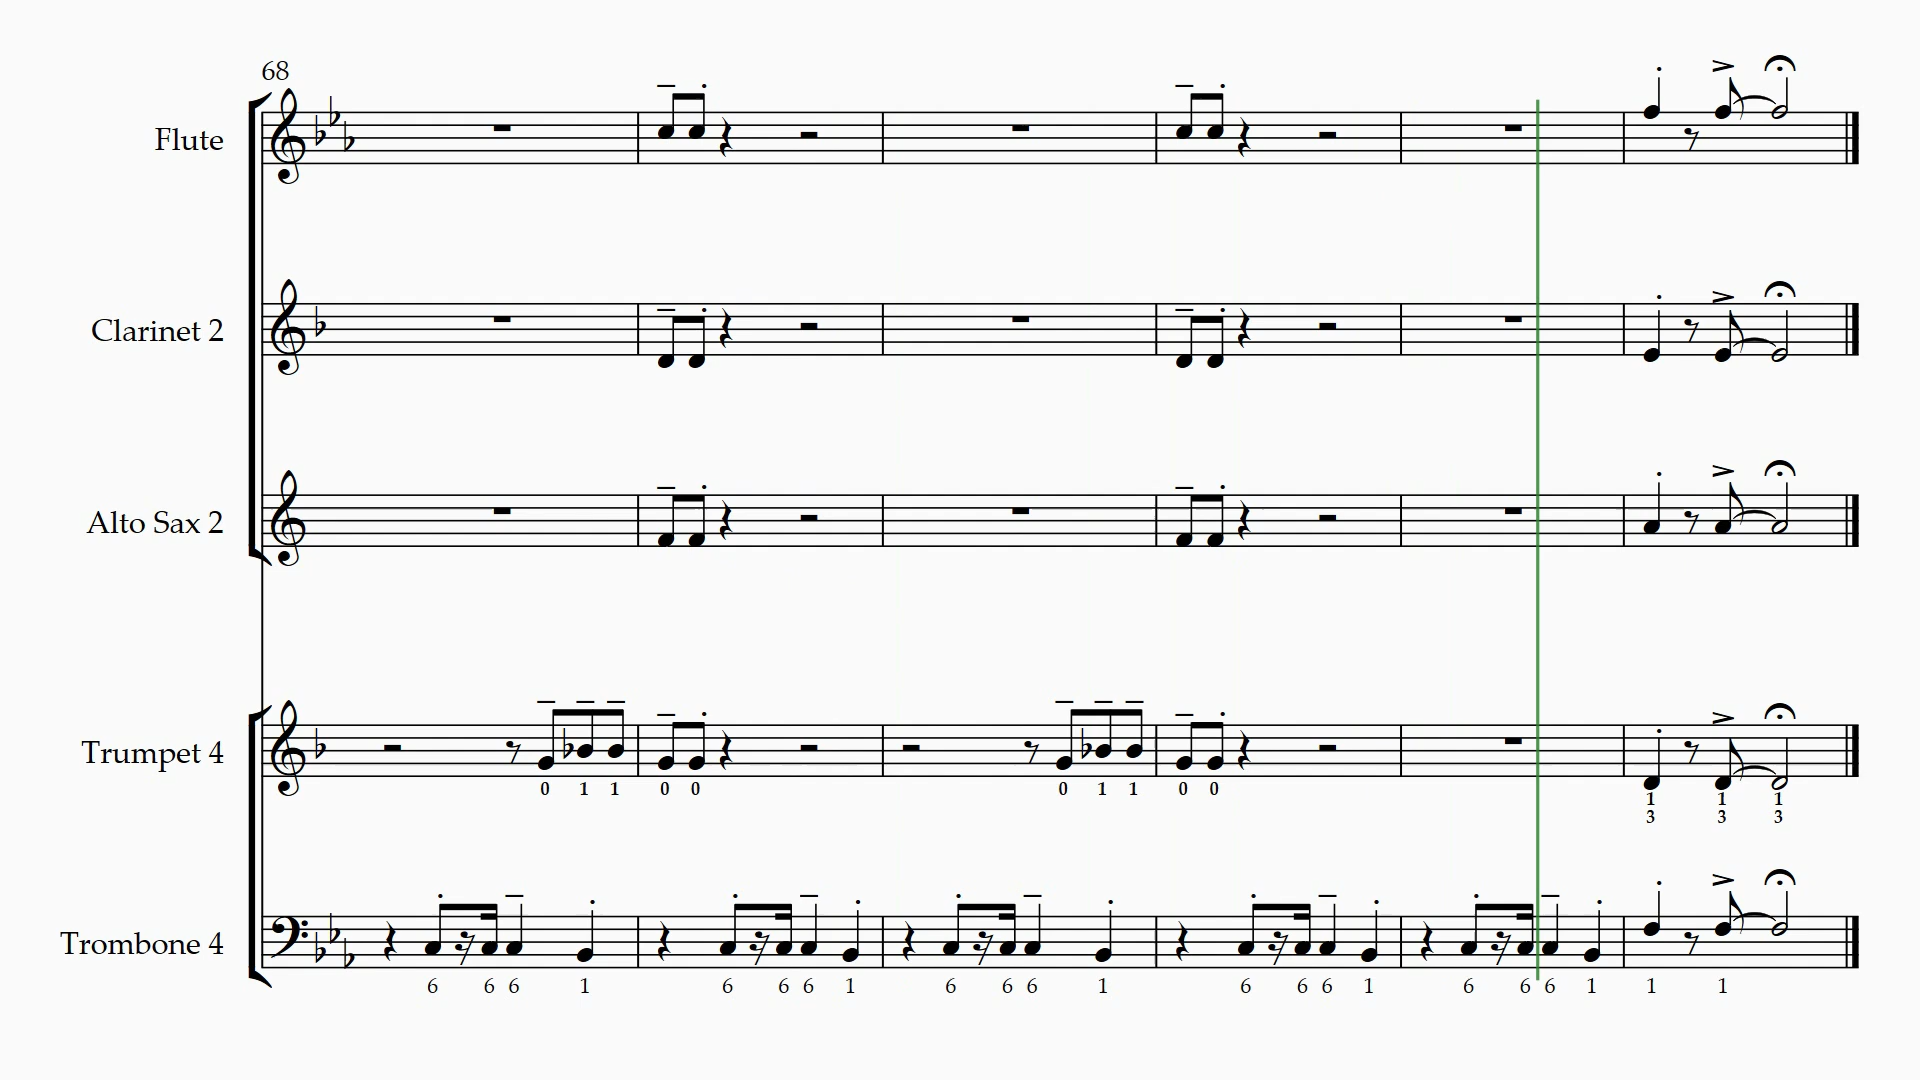 68
Flute
Clarinet 2
Alto Sax 2
Trumpet 4
0 1 1 0 0 0 1 1 0 0 1 1 1
3 3 3
Trombone 4
6 6 6 1 6 6 6 1 6 6 6 1 6 6 6 1 6 6 6 1 1 1